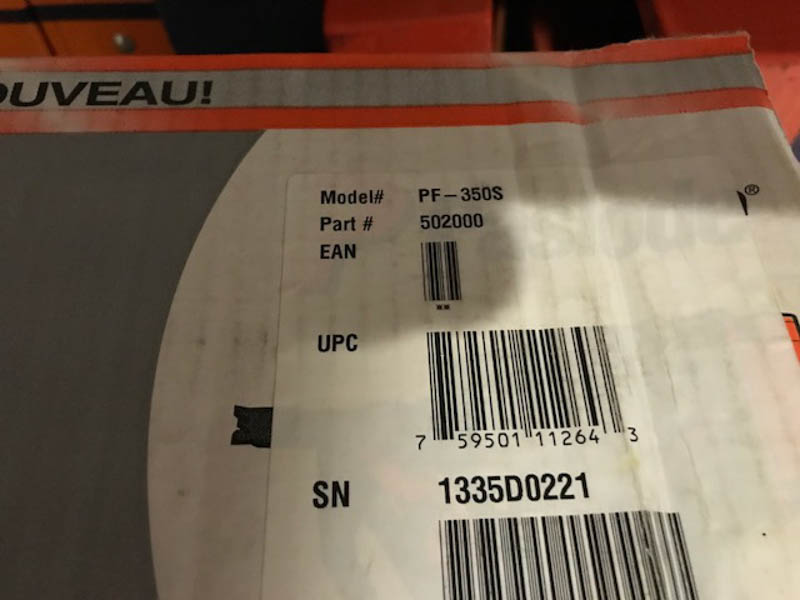 OUVEAU!
Model# PF-350S
Part # 502000
EAN
UPC
7 59501 11264 3
SN 1335D0221
®